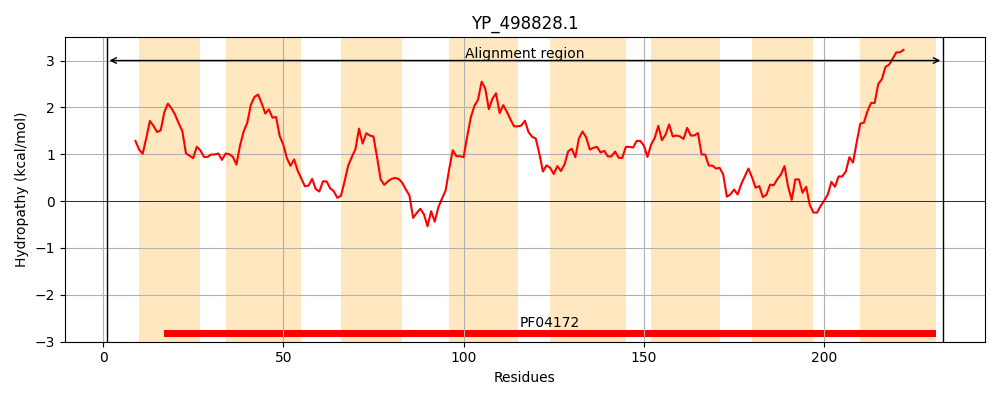 YP_498828.1
Alignment region
3
2
1
0
−1
−2
−3
Hydropathy (kcal/mol)
PF04172
0 50 100 150 200
Residues